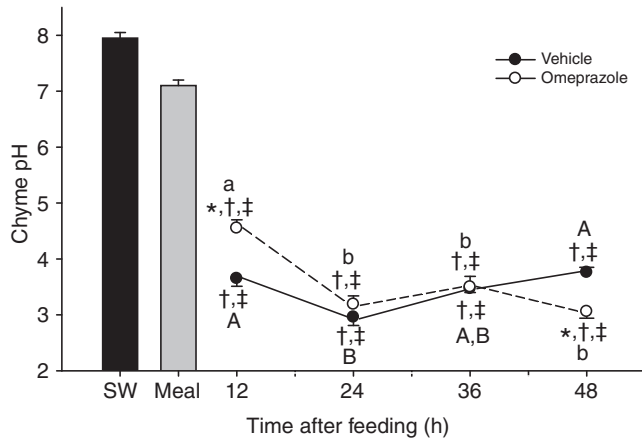 8
7
6
5
4
3
2
Chyme pH
Vehicle
Omeprazole
a
*,†,‡
†,‡
A
b
†,‡
†,‡
B
b
†,‡
†,‡
A,B
A
†,‡
*,†,‡
b
SW Meal 12 24 36 48
Time after feeding (h)